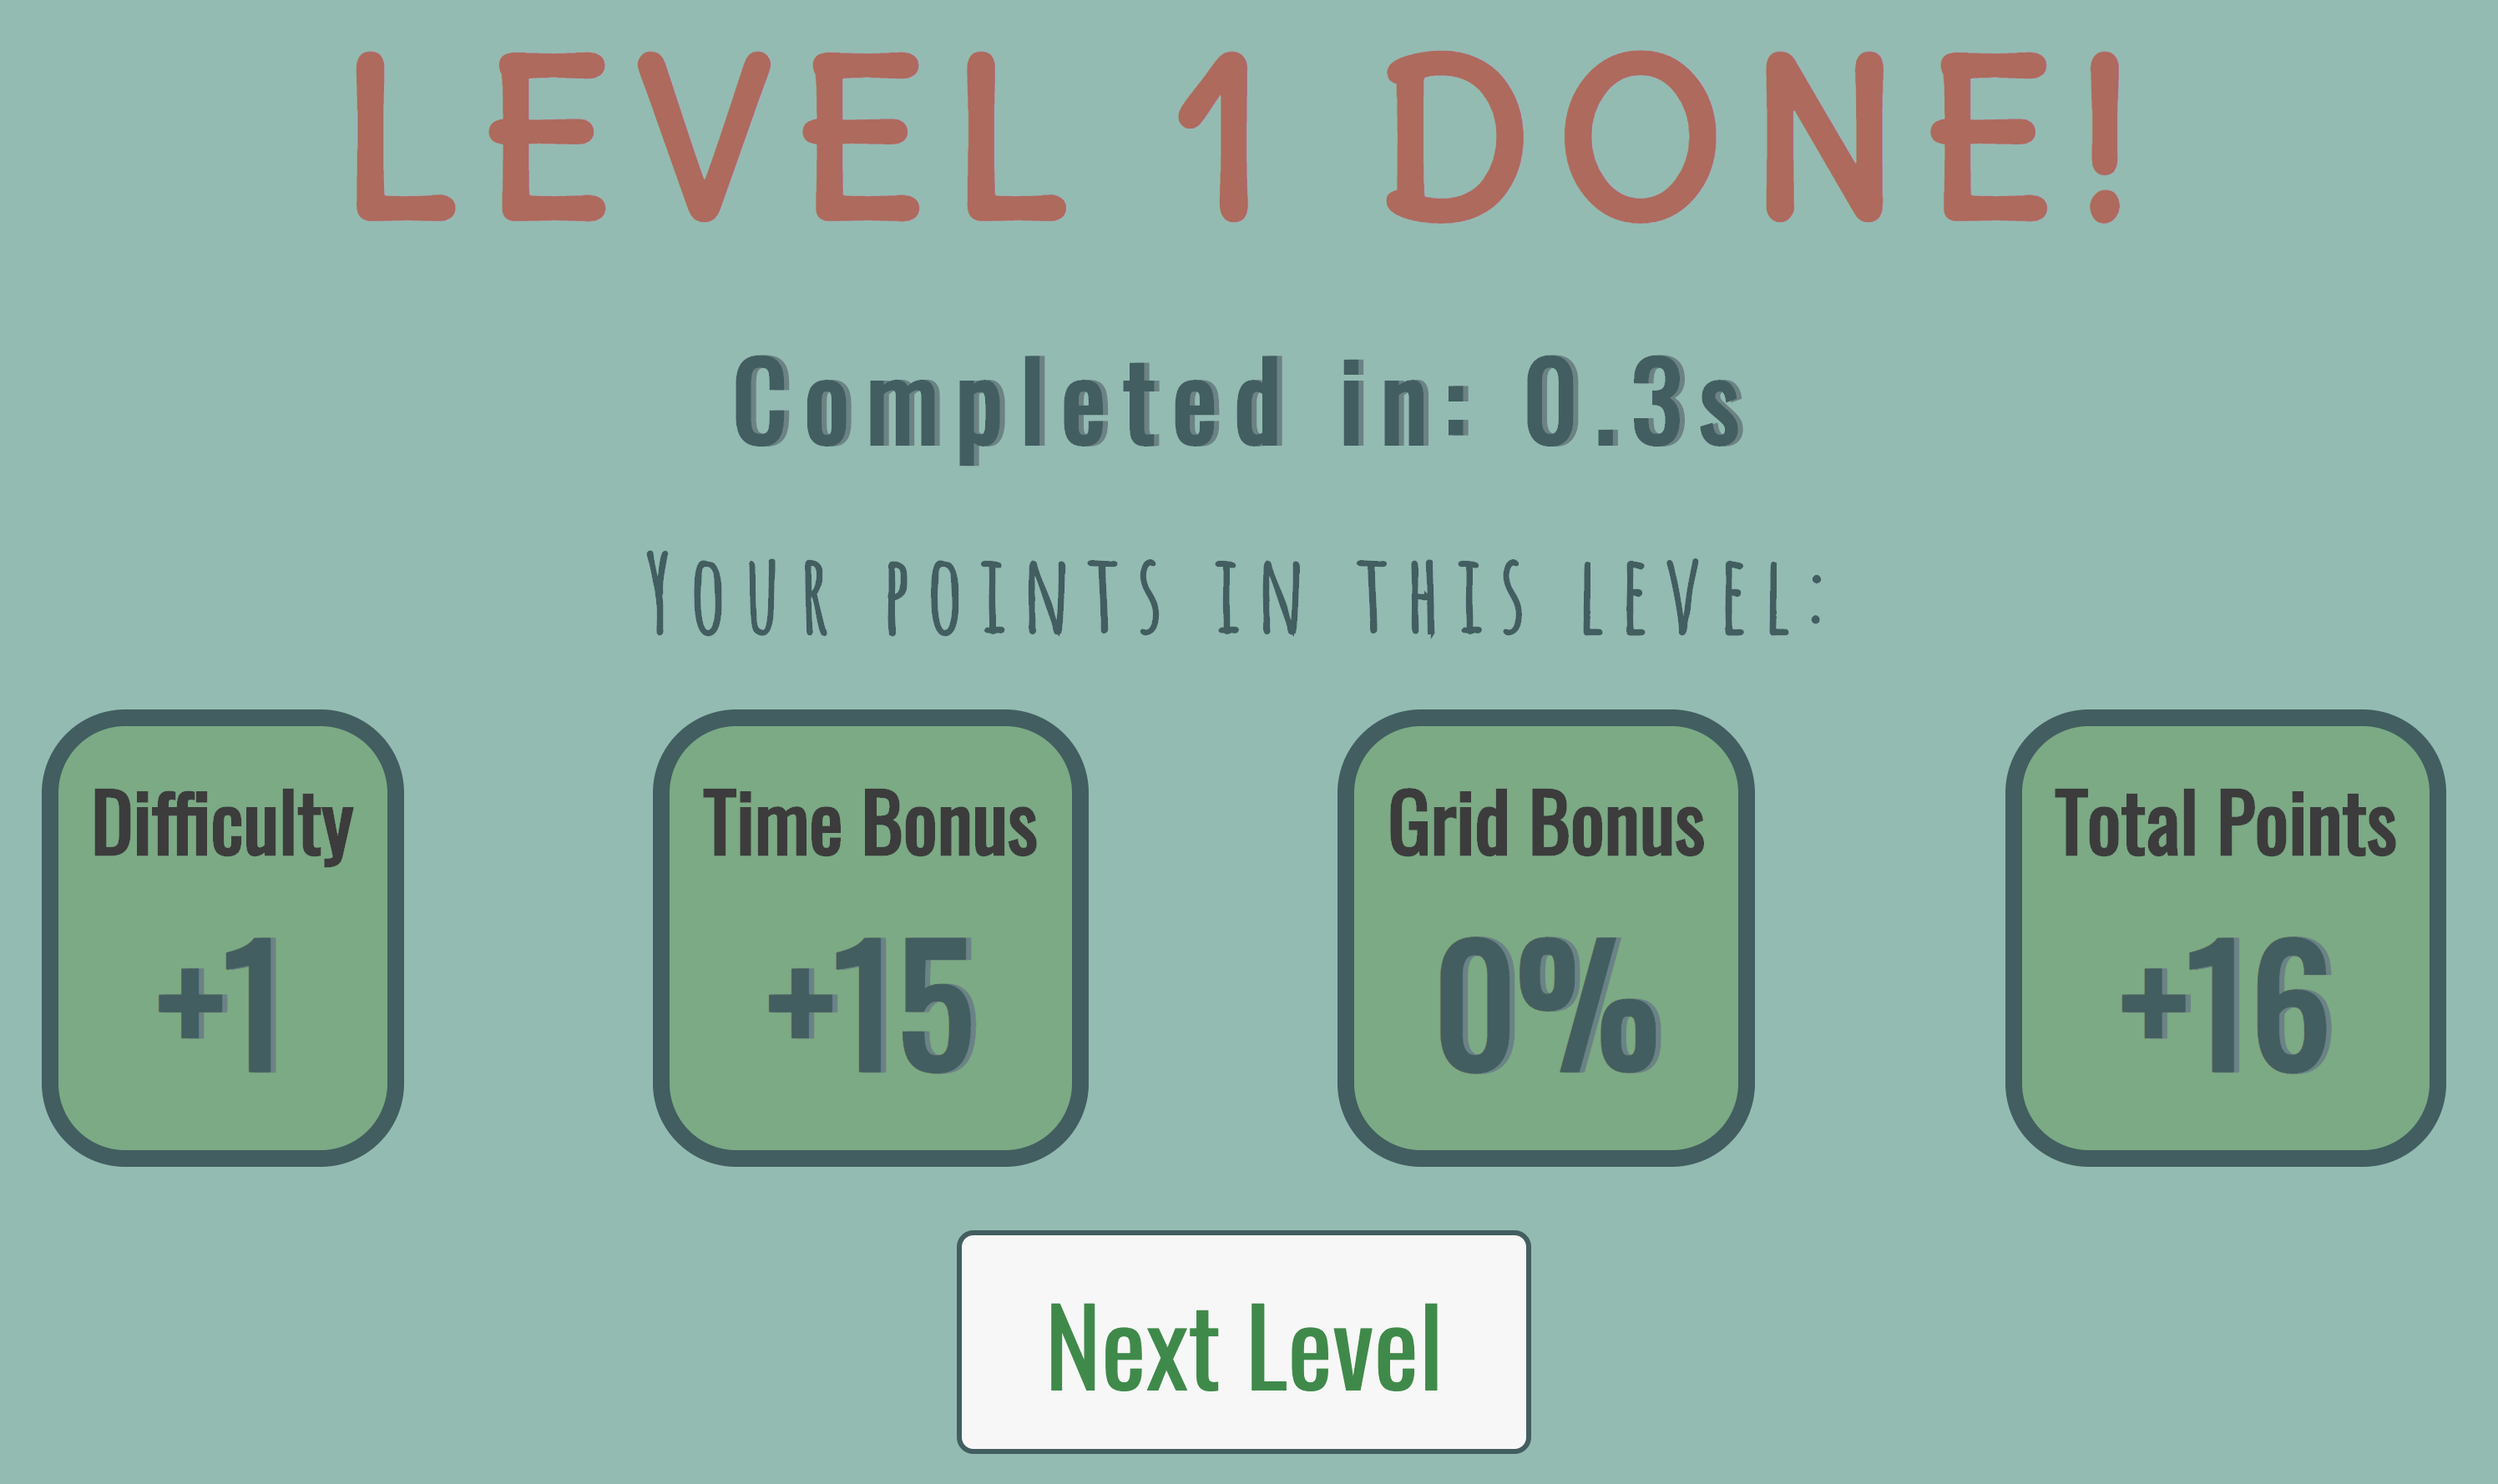 LEVEL 1 DONE!
Completed in: 0.3s
YOUR POINTS IN THIS LEVEL:
Difficulty
+1
Time Bonus
+15
Grid Bonus
0%
Total Points
+16
Next Level